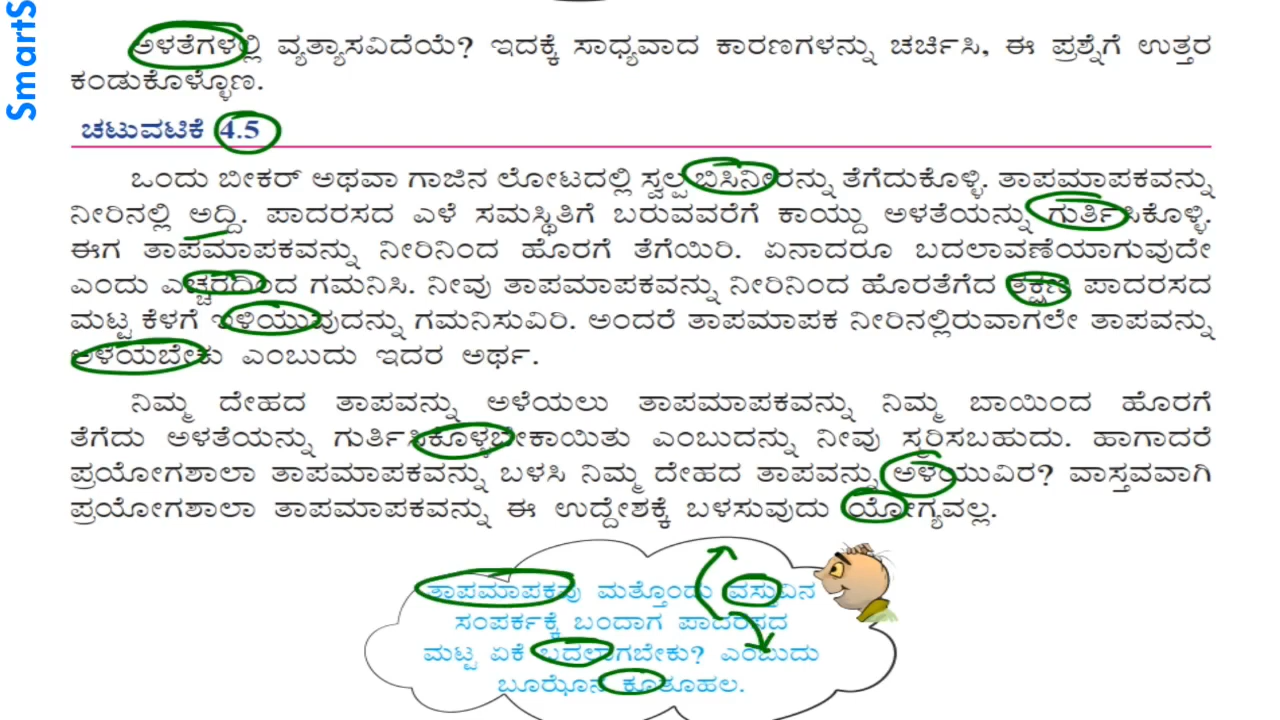 SmartS
ಅಳತೆಗಳಲ್ಲಿ ವ್ಯತ್ಯಾಸವಿದೆಯೆ? ಇದಕ್ಕೆ ಸಾಧ್ಯವಾದ ಕಾರಣಗಳನ್ನು ಚರ್ಚಿಸಿ, ಈ ಪ್ರಶ್ನೆಗೆ ಉತ್ತರ
ಕಂಡುಕೊಳ್ಳೋಣ.
ಚಟುವಟಿಕೆ 4.5
ಒಂದು ಬೀಕರ್ ಅಥವಾ ಗಾಜಿನ ಲೋಟದಲ್ಲಿ ಸ್ವಲ್ಪ ಬಿಸಿನೀರನ್ನು ತೆಗೆದುಕೊಳ್ಳಿ. ತಾಪಮಾಪಕವನ್ನು
ನೀರಿನಲ್ಲಿ ಅದ್ದಿ. ಪಾದರಸದ ಎಳೆ ಸಮಸ್ಥಿತಿಗೆ ಬರುವವರೆಗೆ ಕಾಯ್ದು ಅಳತೆಯನ್ನು ಗುರ್ತಿಸಿಕೊಳ್ಳಿ.
ಈಗ ತಾಪಮಾಪಕವನ್ನು ನೀರಿನಿಂದ ಹೊರಗೆ ತೆಗೆಯಿರಿ. ಏನಾದರೂ ಬದಲಾವಣೆಯಾಗುವುದೇ
ಎಂದು ಎಚ್ಚರದಿಂದ ಗಮನಿಸಿ. ನೀವು ತಾಪಮಾಪಕವನ್ನು ನೀರಿನಿಂದ ಹೊರತೆಗೆದ ತಕ್ಷಣ ಪಾದರಸದ
ಮಟ್ಟ ಕೆಳಗೆ ಇಳಿಯುವುದನ್ನು ಗಮನಿಸುವಿರಿ. ಅಂದರೆ ತಾಪಮಾಪಕ ನೀರಿನಲ್ಲಿರುವಾಗಲೇ ತಾಪವನ್ನು
ಅಳೆಯಬೇಕು ಎಂಬುದು ಇದರ ಅರ್ಥ.
ನಿಮ್ಮ ದೇಹದ ತಾಪವನ್ನು ಅಳೆಯಲು ತಾಪಮಾಪಕವನ್ನು ನಿಮ್ಮ ಬಾಯಿಂದ ಹೊರಗೆ
ತೆಗೆದು ಅಳತೆಯನ್ನು ಗುರ್ತಿಸಿಕೊಳ್ಳಬೇಕಾಯಿತು ಎಂಬುದನ್ನು ನೀವು ಸ್ಮರಿಸಬಹುದು. ಹಾಗಾದರೆ
ಪ್ರಯೋಗಶಾಲಾ ತಾಪಮಾಪಕವನ್ನು ಬಳಸಿ ನಿಮ್ಮ ದೇಹದ ತಾಪವನ್ನು ಅಳೆಯುವಿರ? ವಾಸ್ತವವಾಗಿ
ಪ್ರಯೋಗಶಾಲಾ ತಾಪಮಾಪಕವನ್ನು ಈ ಉದ್ದೇಶಕ್ಕೆ ಬಳಸುವುದು ಯೋಗ್ಯವಲ್ಲ.
ತಾಪಮಾಪಕವು ಮತ್ತೊಂದು ವಸ್ತುವಿನ
ಸಂಪರ್ಕಕ್ಕೆ ಬಂದಾಗ ಪಾದರಸದ
ಮಟ್ಟ ಏಕೆ ಬದಲಾಗಬೇಕು? ಎಂಬುದು
ಬೂಝೊನ ಕೂತೂಹಲ.